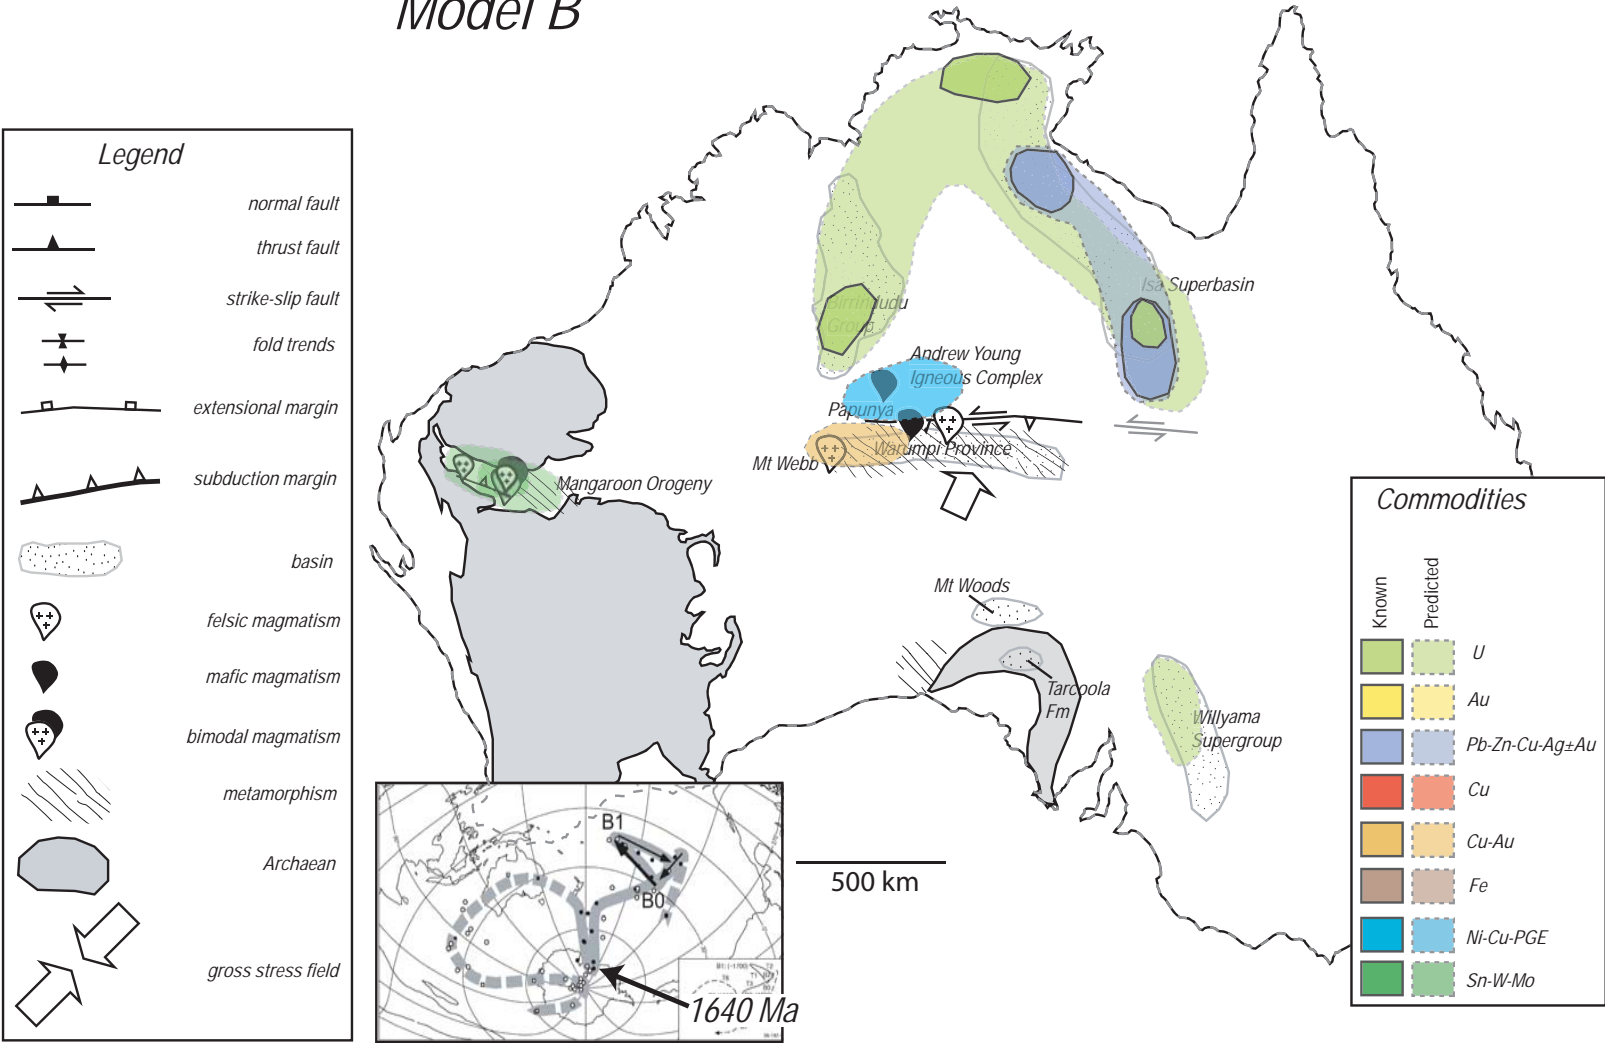 Model B
Legend
normal fault
thrust fault
strike-slip fault
fold trends
extensional margin
subduction margin
basin
felsic magmatism
mafic magmatism
bimodal magmatism
metamorphism
Archaean
gross stress field
Birrindudu
Group
Isa Superbasin
Andrew Young
Igneous Complex
Papunya
Warumpi Province
Mt Webb
Mangaroon Orogeny
Mt Woods
Tarcoola
Fm
Willyama
Supergroup
B1
B0
1640 Ma
500 km
Commodities
Known
Predicted
U
Au
Pb-Zn-Cu-Ag±Au
Cu
Cu-Au
Fe
Ni-Cu-PGE
Sn-W-Mo